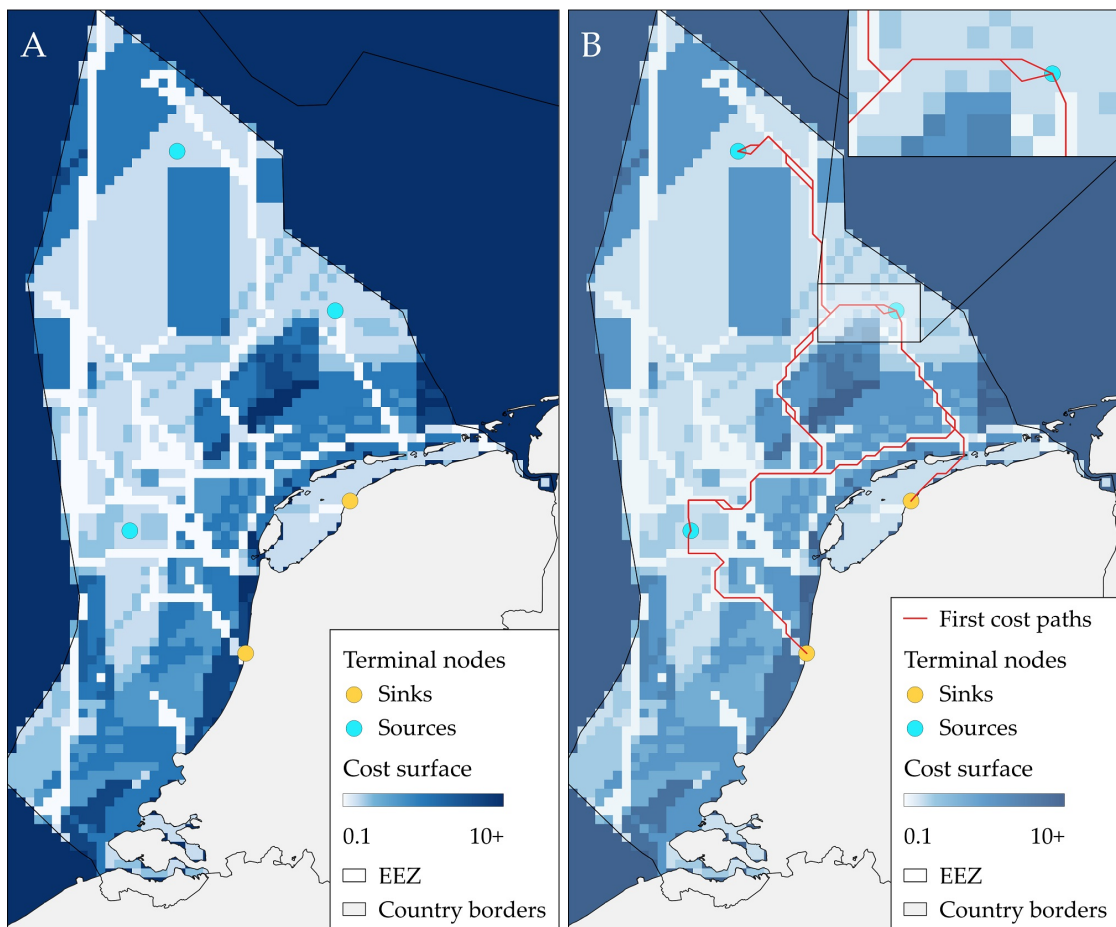 A
Terminal nodes
Sinks
Sources
Cost surface
0.1 10+
EEZ
Country borders
B
First cost paths
Terminal nodes
Sinks
Sources
Cost surface
0.1 10+
EEZ
Country borders